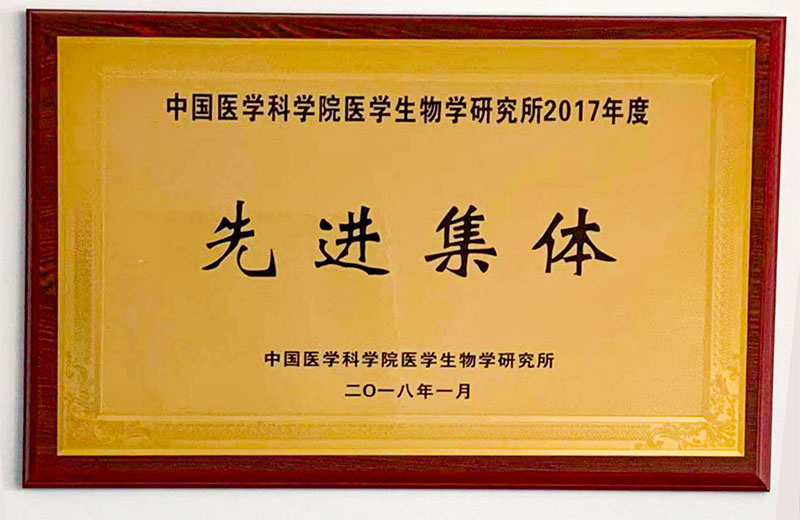 中国医学科学院医学生物学研究所2017年度
先进集体
中国医学科学院医学生物学研究所
二〇一八年一月